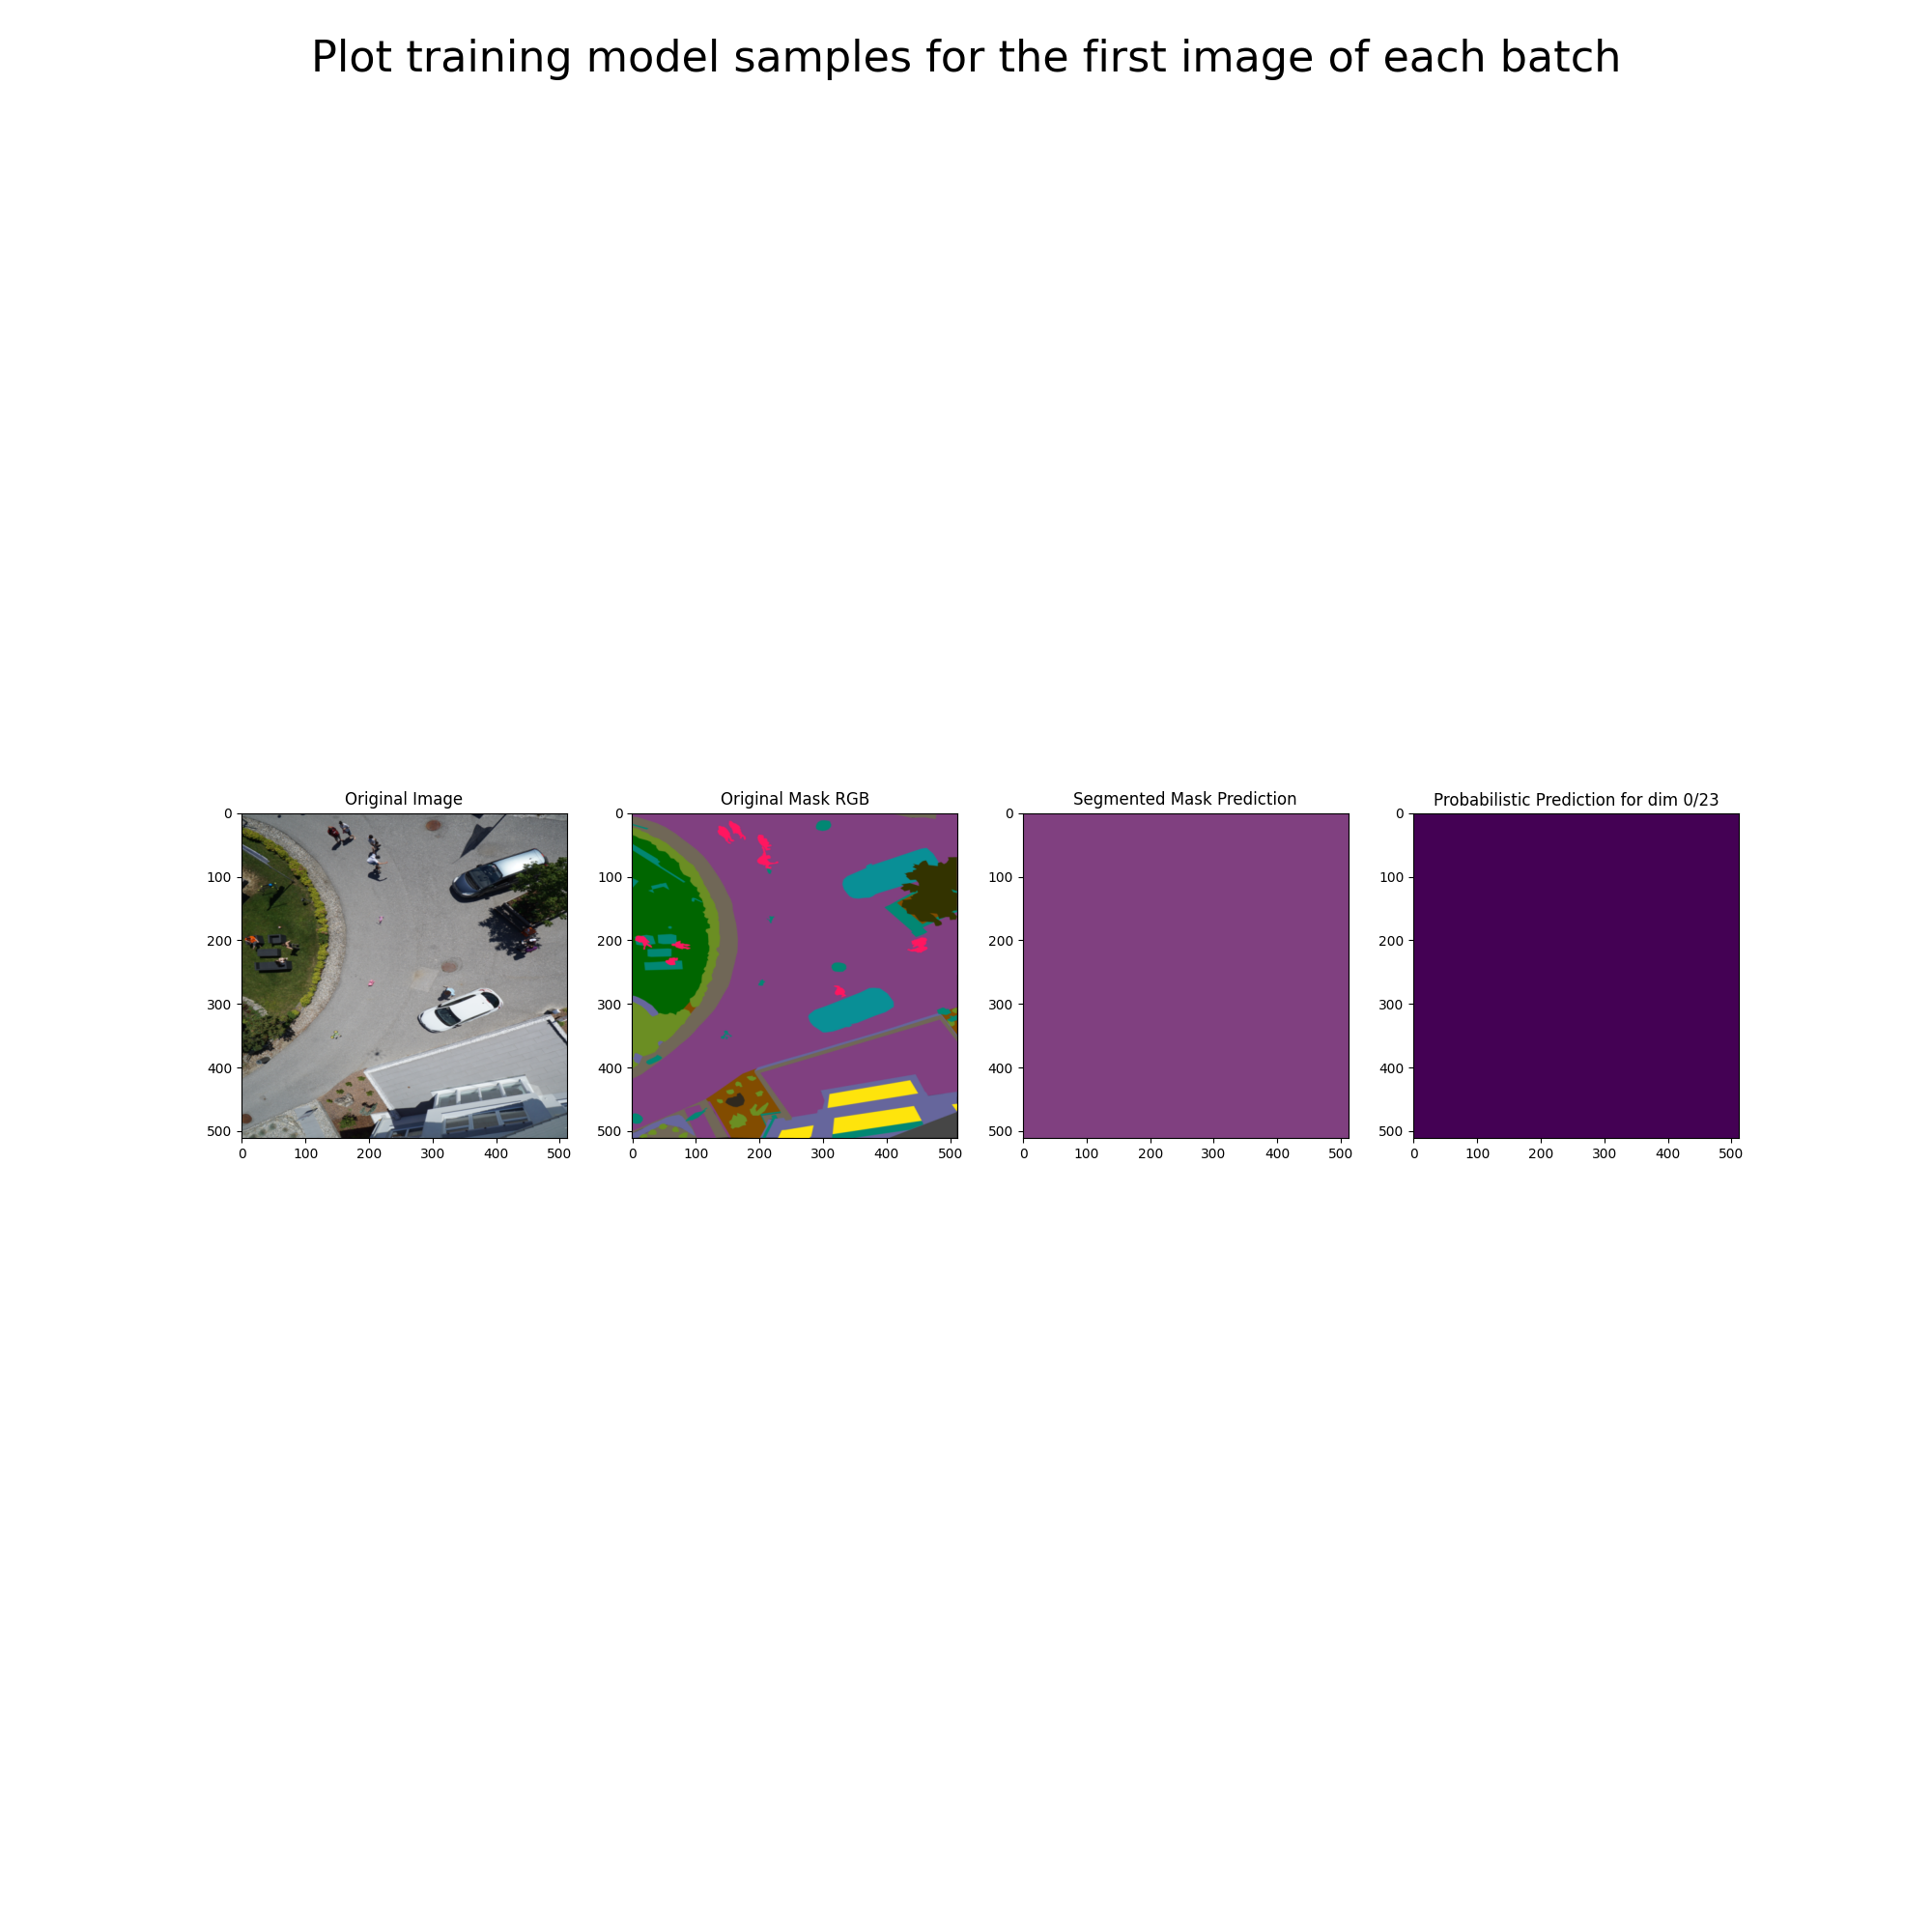 Plot training model samples for the first image of each batch
Original Image
Original Mask RGB
Segmented Mask Prediction
Probabilistic Prediction for dim 0/23
0
100
200
300
400
500
0 100 200 300 400 500
0
100
200
300
400
500
0 100 200 300 400 500
0
100
200
300
400
500
0 100 200 300 400 500
0
100
200
300
400
500
0 100 200 300 400 500